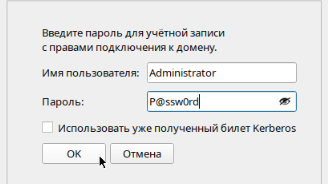 Введите пароль для учётной записи
с правами подключения к домену.
Имя пользователя: Administrator
Пароль: P@ssw0rd
Использовать уже полученный билет Kerberos
OK Отмена